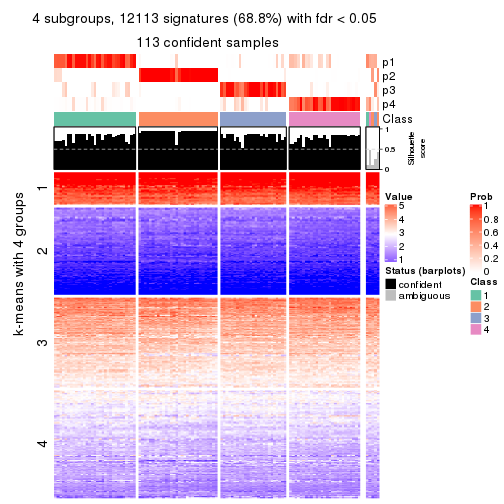 4 subgroups, 12113 signatures (68.8%) with fdr < 0.05
113 confident samples
p1
p2
p3
p4
Class
1
0.5
0
Silhouette
score
k-means with 4 groups
1
2
3
4
Value
5
4
3
2
1
Status (barplots)
confident
ambiguous
Prob
1
0.8
0.6
0.4
0.2
0
Class
1
2
3
4